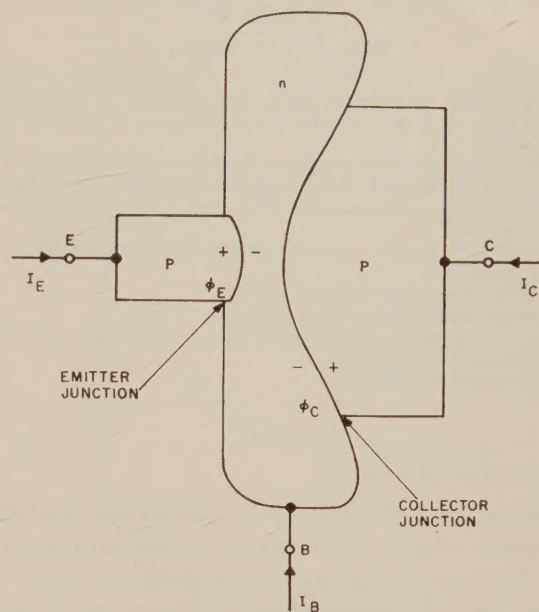 n
E
P
+ -
P
C
I_E
ϕ_E
I_C
- +
EMITTER
JUNCTION
ϕ_C
COLLECTOR
JUNCTION
B
I_B